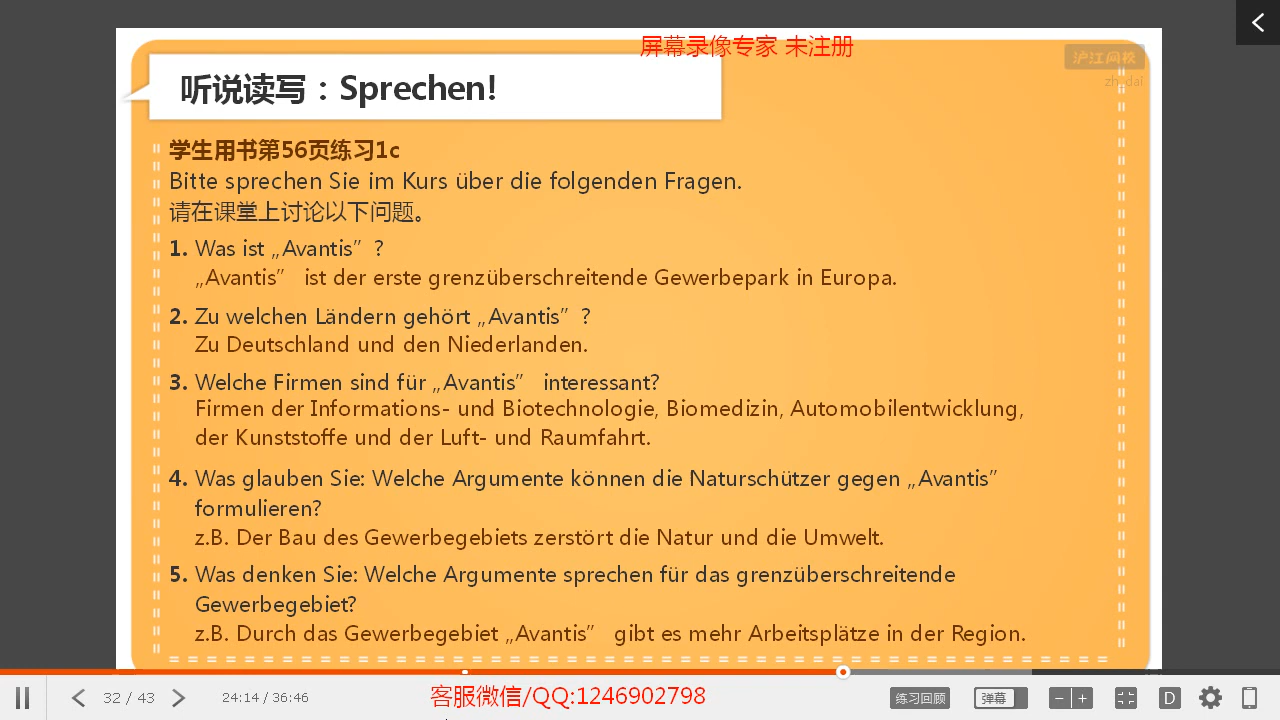 屏幕录像专家 未注册
沪江网校
zh_dai
听说读写：Sprechen!
学生用书第56页练习1c
Bitte sprechen Sie im Kurs über die folgenden Fragen.
请在课堂上讨论以下问题。
1. Was ist „Avantis” ?
„Avantis” ist der erste grenzüberschreitende Gewerbepark in Europa.
2. Zu welchen Ländern gehört „Avantis” ?
Zu Deutschland und den Niederlanden.
3. Welche Firmen sind für „Avantis” interessant?
Firmen der Informations- und Biotechnologie, Biomedizin, Automobilentwicklung,
der Kunststoffe und der Luft- und Raumfahrt.
4. Was glauben Sie: Welche Argumente können die Naturschützer gegen „Avantis”
formulieren?
z.B. Der Bau des Gewerbegebiets zerstört die Natur und die Umwelt.
5. Was denken Sie: Welche Argumente sprechen für das grenzüberschreitende
Gewerbegebiet?
z.B. Durch das Gewerbegebiet „Avantis” gibt es mehr Arbeitsplätze in der Region.
32 / 43 24:14 / 36:46 客服微信/QQ:1246902798 练习回顾 弹幕 D